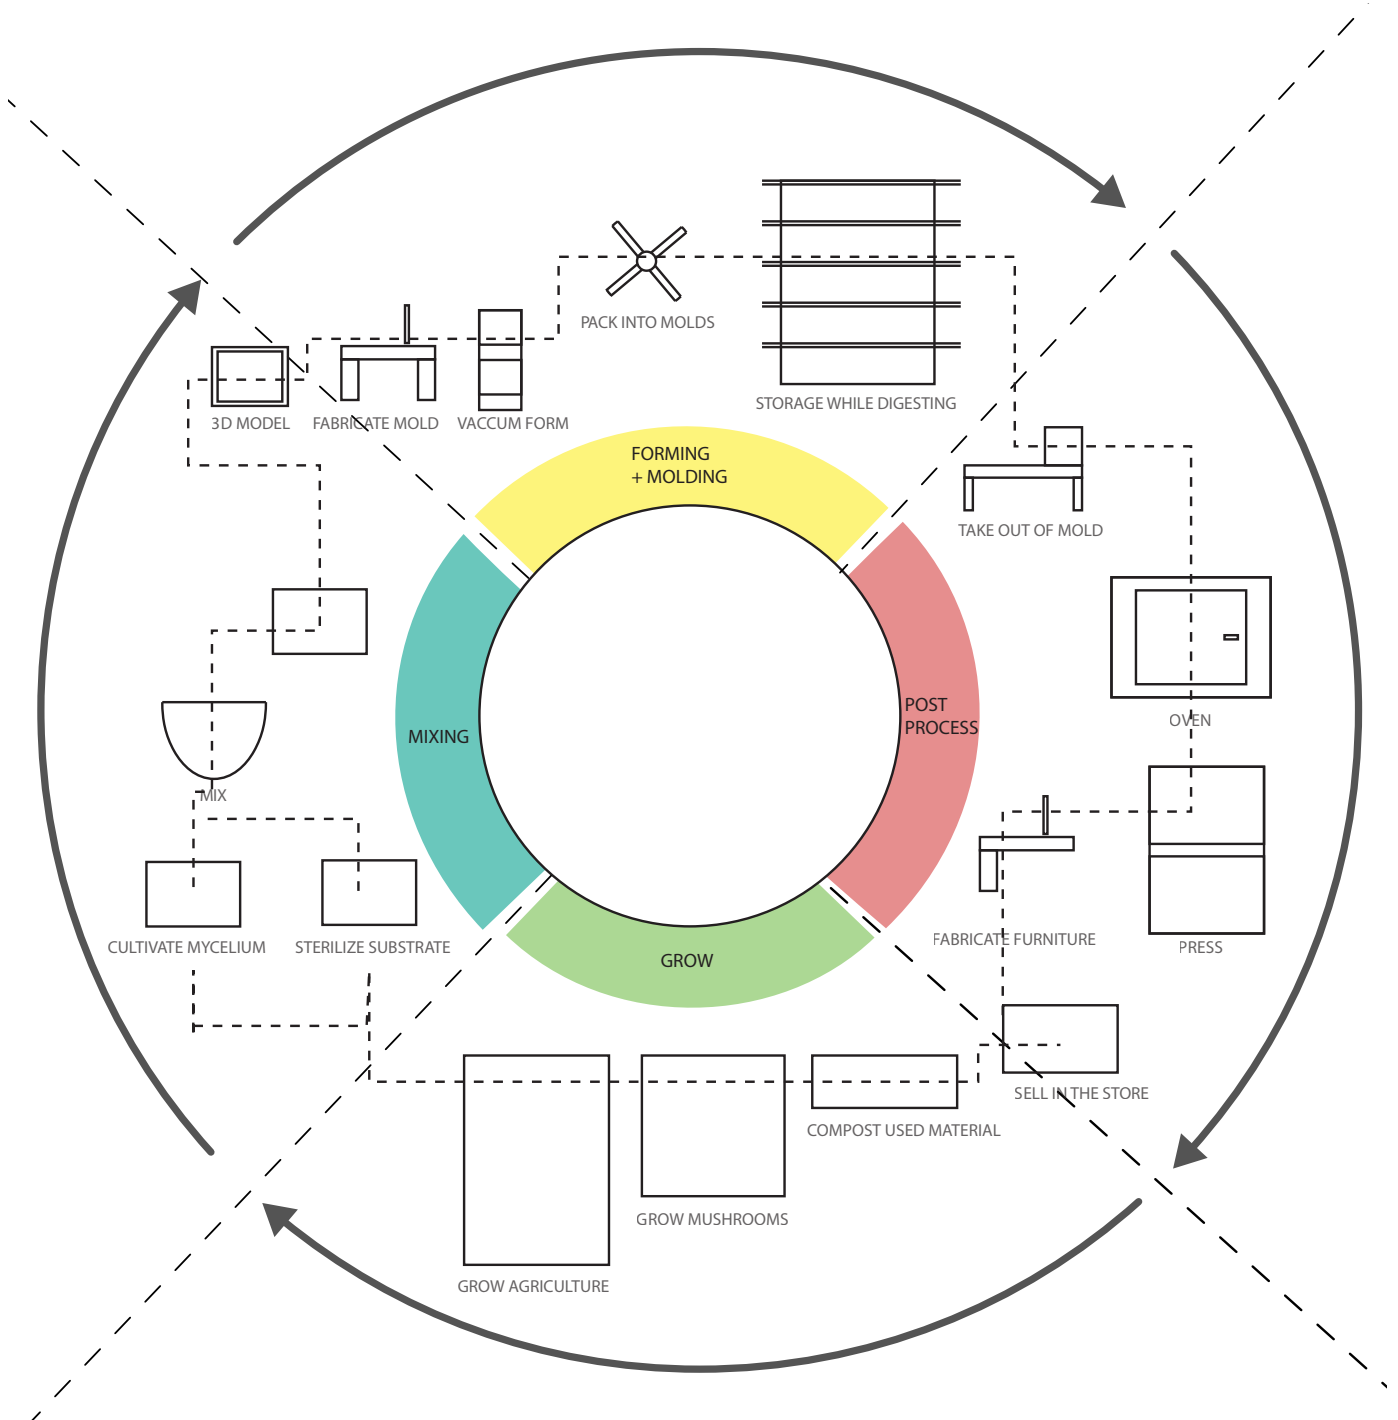 PACK INTO MOLDS
STORAGE WHILE DIGESTING
3D MODEL
FABRICATE MOLD
VACCUM FORM
FORMING
+ MOLDING
TAKE OUT OF MOLD
OVEN
POST
PROCESS
MIXING
MIX
FABRICATE FURNITURE
PRESS
CULTIVATE MYCELIUM
STERILIZE SUBSTRATE
GROW
SELL IN THE STORE
COMPOST USED MATERIAL
GROW MUSHROOMS
GROW AGRICULTURE